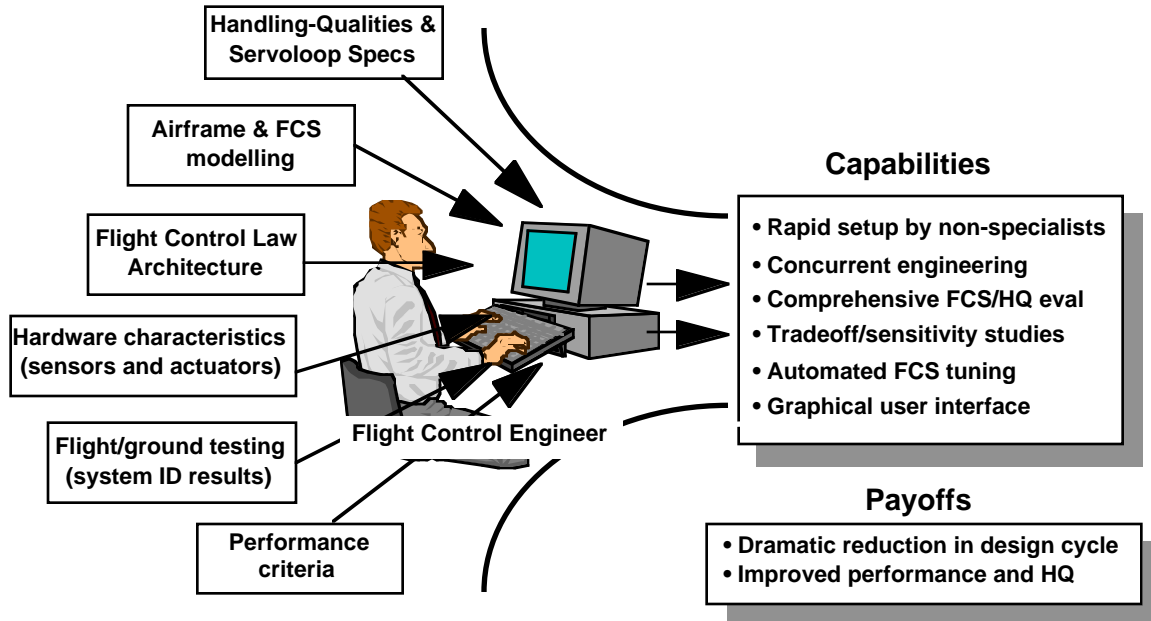 Handling-Qualities &
Servoloop Specs
Airframe & FCS
modelling
Flight Control Law
Architecture
Hardware characteristics
(sensors and actuators)
Flight/ground testing
(system ID results)
Performance
criteria
Flight Control Engineer
Capabilities
• Rapid setup by non-specialists
• Concurrent engineering
• Comprehensive FCS/HQ eval
• Tradeoff/sensitivity studies
• Automated FCS tuning
• Graphical user interface
Payoffs
• Dramatic reduction in design cycle
• Improved performance and HQ